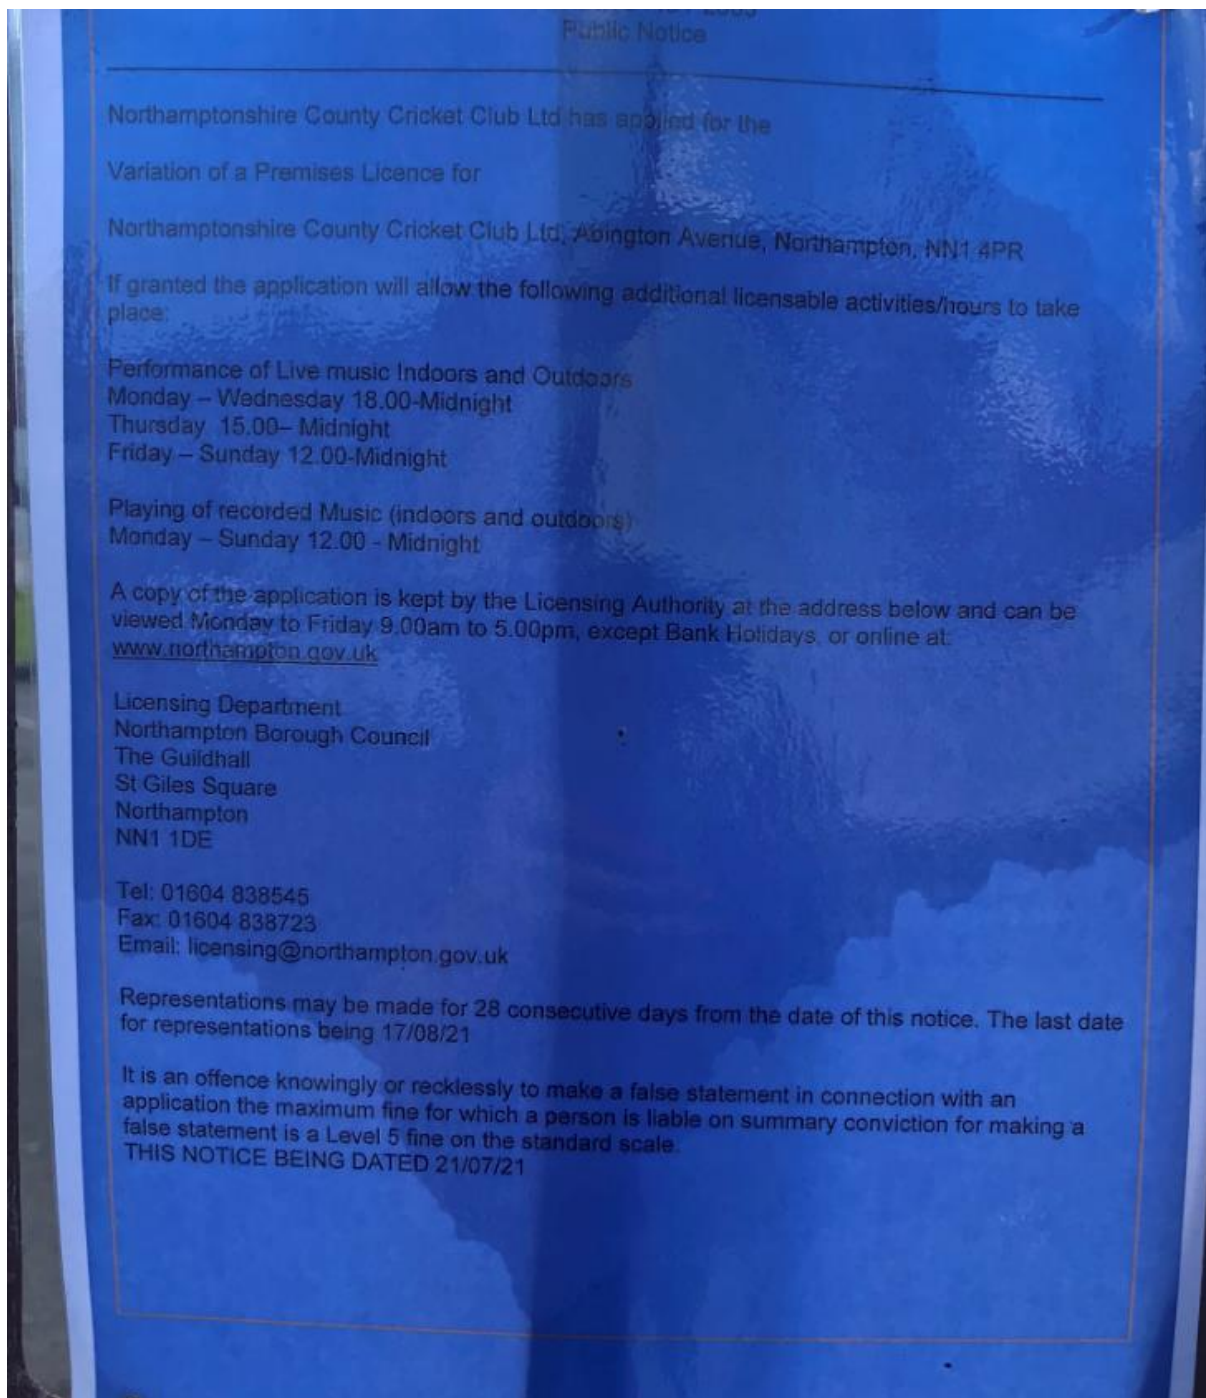 Public Notice
Northamptonshire County Cricket Club Ltd has applied for the
Variation of a Premises Licence for
Northamptonshire County Cricket Club Ltd, Abington Avenue, Northampton, NN1 4PR
If granted the application will allow the following additional licensable activities/hours to take
place:
Performance of Live music Indoors and Outdoors
Monday – Wednesday 18.00-Midnight
Thursday 15.00– Midnight
Friday – Sunday 12.00-Midnight
Playing of recorded Music (indoors and outdoors)
Monday – Sunday 12.00 - Midnight
A copy of the application is kept by the Licensing Authority at the address below and can be
viewed Monday to Friday 9.00am to 5.00pm, except Bank Holidays, or online at:
www.northampton.gov.uk
Licensing Department
Northampton Borough Council
The Guildhall
St Giles Square
Northampton
NN1 1DE
Tel: 01604 838545
Fax: 01604 838723
Email: licensing@northampton.gov.uk
Representations may be made for 28 consecutive days from the date of this notice. The last date
for representations being 17/08/21
It is an offence knowingly or recklessly to make a false statement in connection with an
application the maximum fine for which a person is liable on summary conviction for making a
false statement is a Level 5 fine on the standard scale.
THIS NOTICE BEING DATED 21/07/21